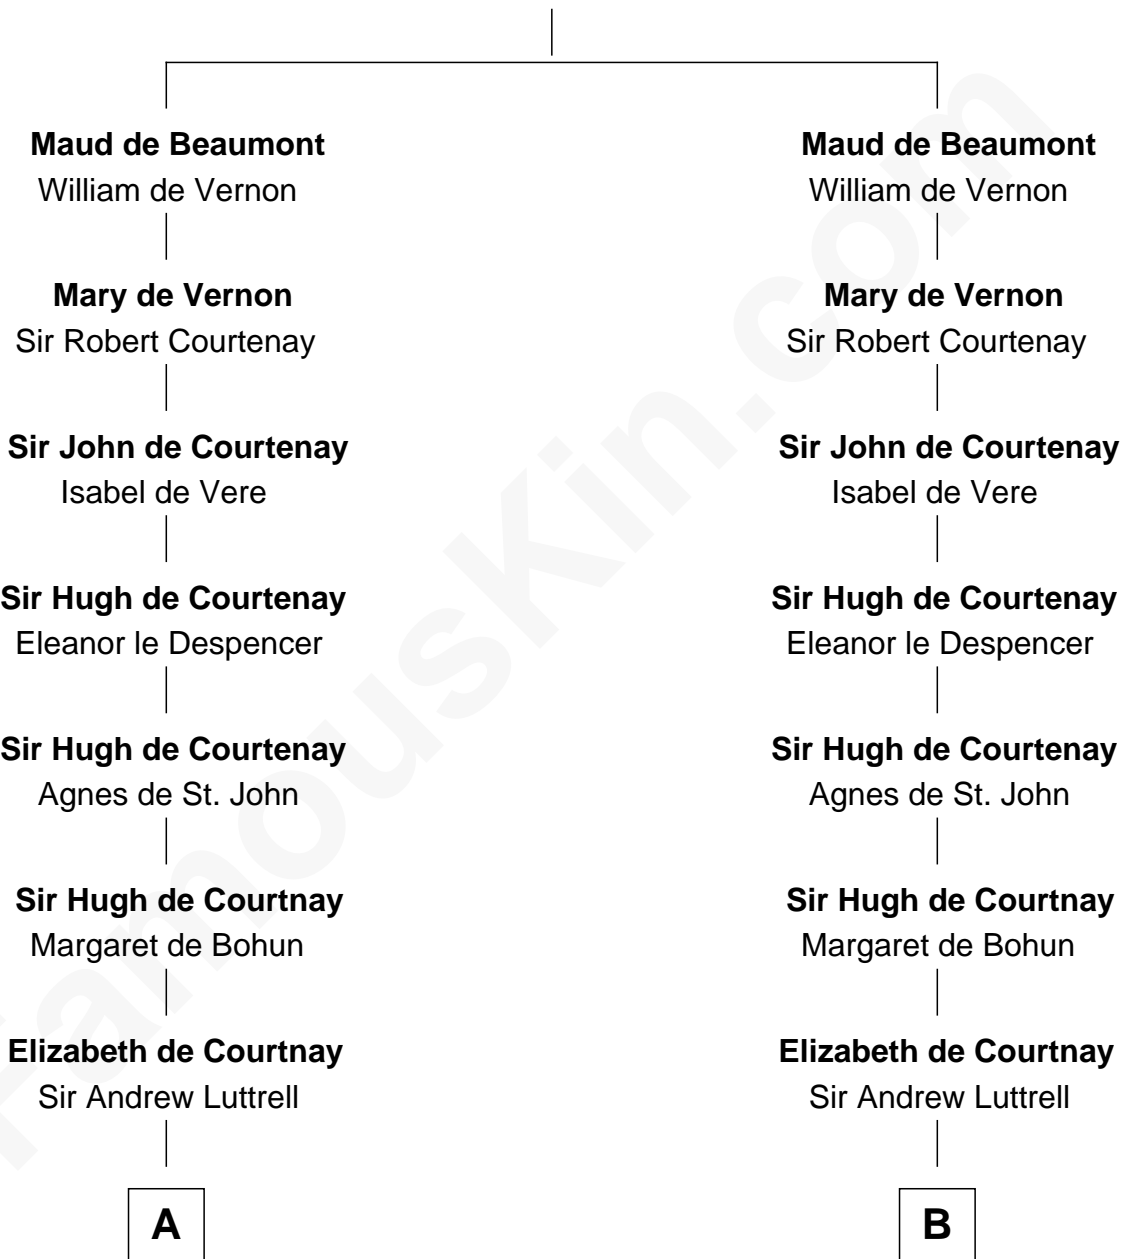 Maud de Beaumont
William de Vernon
Mary de Vernon
Sir Robert Courtenay
Sir John de Courtenay
Isabel de Vere
Sir Hugh de Courtenay
Eleanor le Despencer
Sir Hugh de Courtenay
Agnes de St. John
Sir Hugh de Courtnay
Margaret de Bohun
Elizabeth de Courtnay
Sir Andrew Luttrell
A
Maud de Beaumont
William de Vernon
Mary de Vernon
Sir Robert Courtenay
Sir John de Courtenay
Isabel de Vere
Sir Hugh de Courtenay
Eleanor le Despencer
Sir Hugh de Courtenay
Agnes de St. John
Sir Hugh de Courtnay
Margaret de Bohun
Elizabeth de Courtnay
Sir Andrew Luttrell
B
FamousKin.com